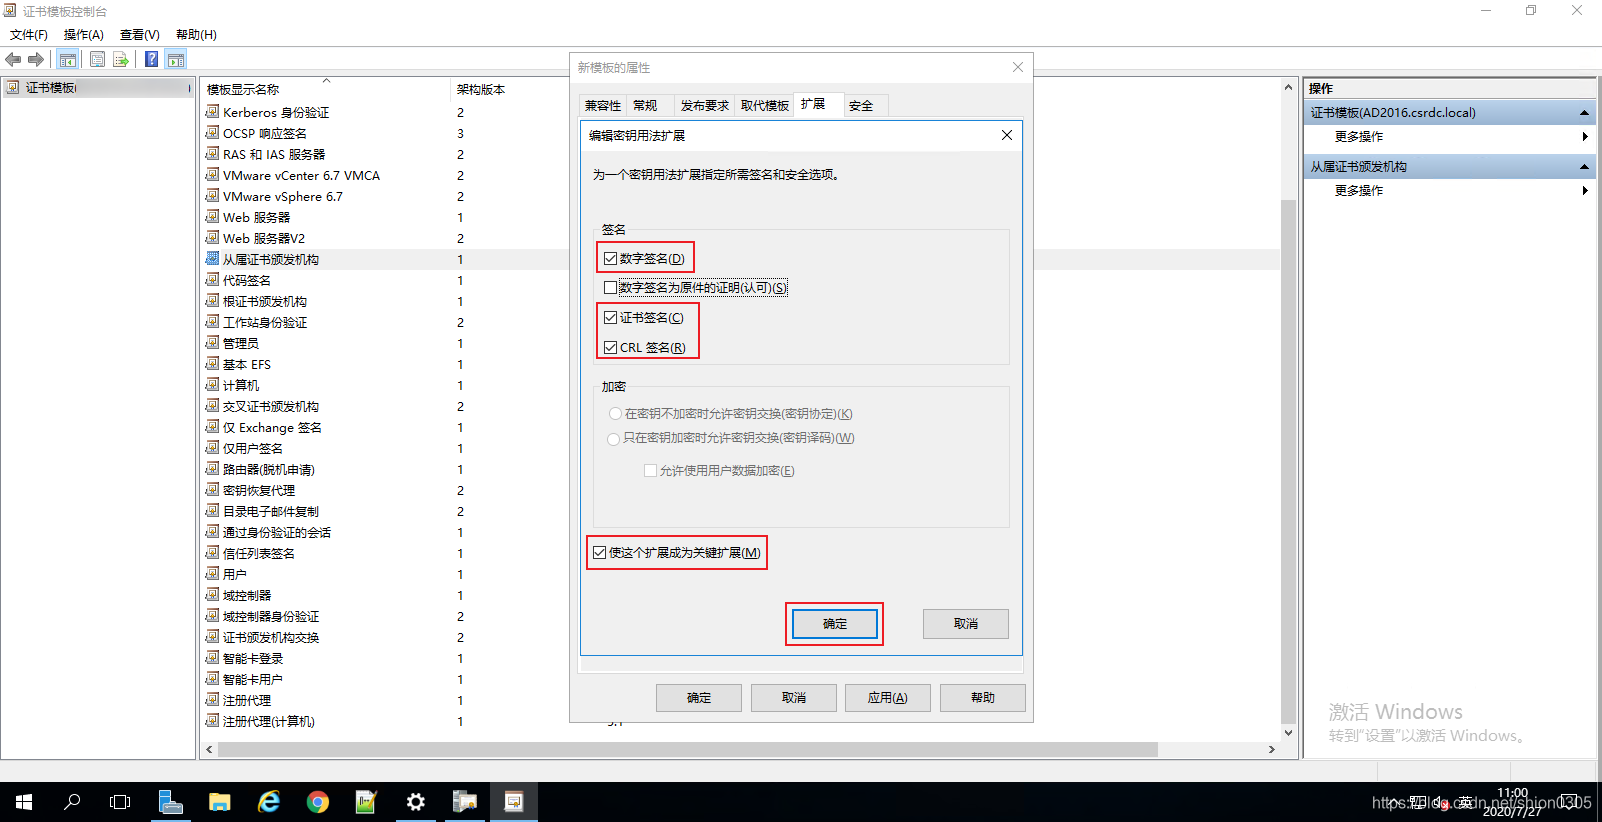 证书模板控制台
文件(F) 操作(A) 查看(V) 帮助(H)
证书模板(
模板显示名称 架构版本
Kerberos 身份验证 2
OCSP 响应签名 3
RAS 和 IAS 服务器 2
VMware vCenter 6.7 VMCA 2
VMware vSphere 6.7 2
Web 服务器 1
Web 服务器V2 2
从属证书颁发机构 1
代码签名 1
根证书颁发机构 1
工作站身份验证 2
管理员 1
基本 EFS 1
计算机 1
交叉证书颁发机构 2
仅 Exchange 签名 1
仅用户签名 1
路由器(脱机申请) 1
密钥恢复代理 2
目录电子邮件复制 2
通过身份验证的会话 1
信任列表签名 1
用户 1
域控制器 1
域控制器身份验证 2
证书颁发机构交换 2
智能卡登录 1
智能卡用户 1
注册代理 1
注册代理(计算机) 1
新模板的属性
兼容性 常规 发布要求 取代模板 扩展 安全
编辑密钥用法扩展
为一个密钥用法扩展指定所需签名和安全选项。
签名
数字签名(D)
数字签名为原件的证明(认可)(S)
证书签名(C)
CRL 签名(R)
加密
在密钥不加密时允许密钥交换(密钥协定)(K)
只在密钥加密时允许密钥交换(密钥译码)(W)
允许使用用户数据加密(E)
使这个扩展成为关键扩展(M)
确定 取消
确定 取消 应用(A) 帮助
操作
证书模板(AD2016.csrdc.local)
更多操作
从属证书颁发机构
更多操作
激活 Windows
转到"设置"以激活 Windows。
英
11:00
2020/7/27
https://blog.csdn.net/shion0305